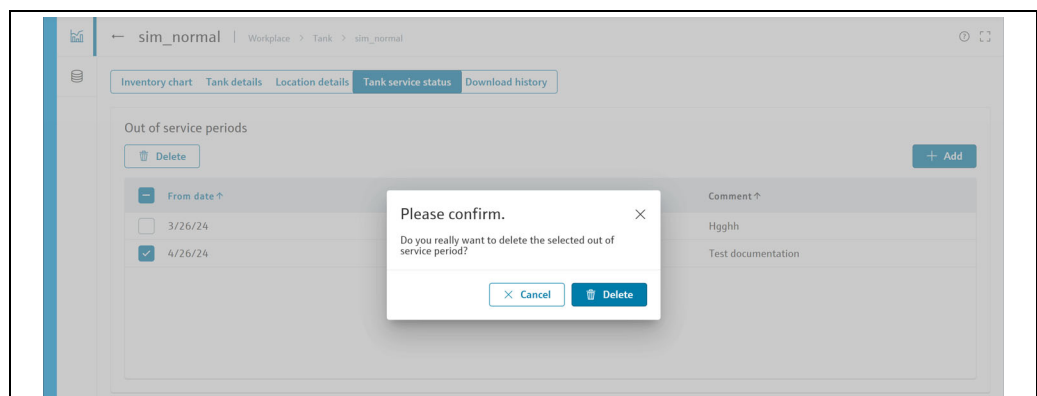 ← sim_normal | Workplace > Tank > sim_normal
Inventory chart Tank details Location details Tank service status Download history
Out of service periods
Delete
+ Add
From date ↑ Comment ↑
3/26/24 Hgghh
4/26/24 Test documentation
Please confirm.
Do you really want to delete the selected out of
service period?
Cancel Delete